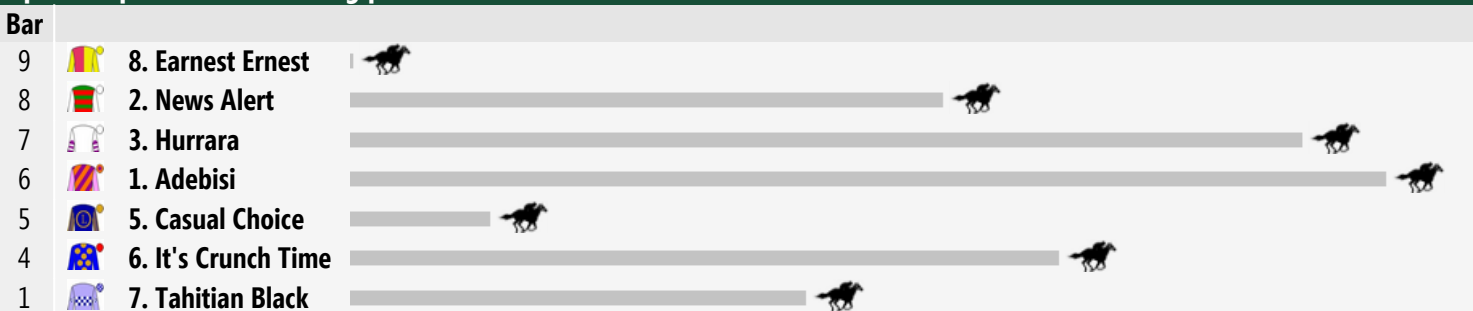 Bar
9 8. Earnest Ernest
8 2. News Alert
7 3. Hurrara
6 1. Adebisi
5 5. Casual Choice
4 6. It's Crunch Time
1 7. Tahitian Black